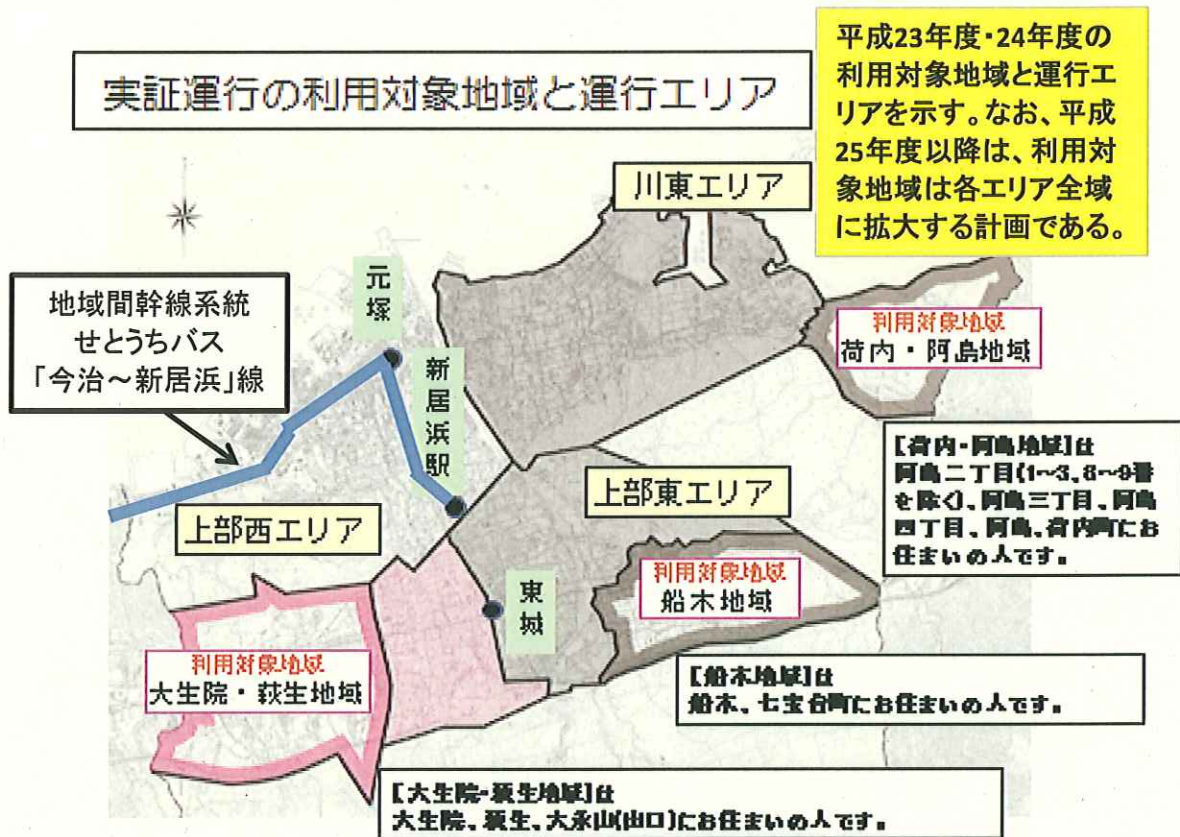 実証運行の利用対象地域と運行エリア
平成23年度・24年度の
利用対象地域と運行エ
リアを示す。なお、平成
25年度以降は、利用対
象地域は各エリア全域
に拡大する計画である。
川東エリア
地域間幹線系統
せとうちバス
「今治～新居浜」線
元塚
新居浜駅
利用対象地域
荷内・阿島地域
【荷内・阿島地域】は
阿島二丁目(1～3、6～9番
を除く)、阿島三丁目、阿島
四丁目、阿島、荷内町にお
住まいの人です。
上部西エリア
上部東エリア
利用対象地域
船木地域
東城
利用対象地域
大生院・萩生地域
【船木地域】は
船木、七宝台町にお住まいの人です。
【大生院・萩生地域】は
大生院、萩生、大永山(出口)にお住まいの人です。